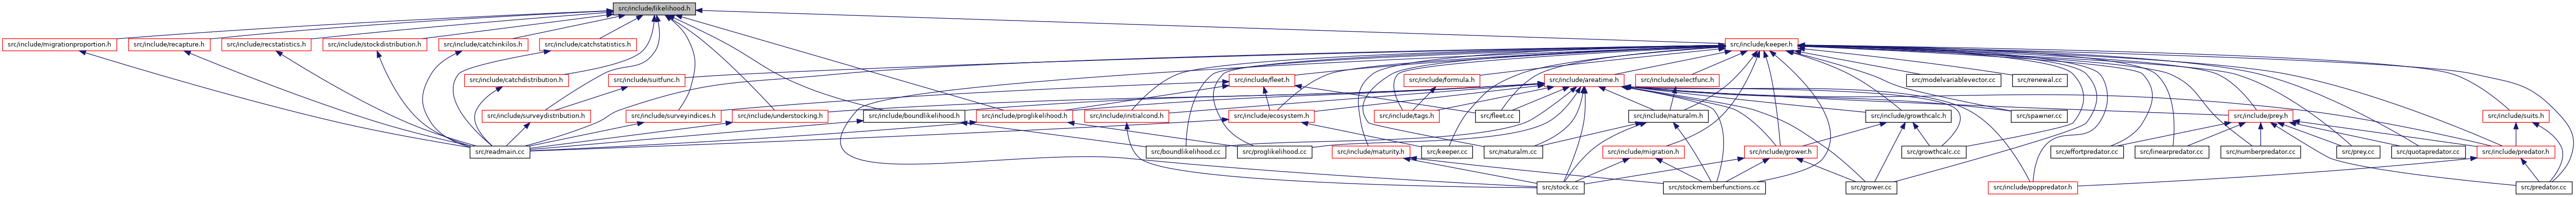 src/include/likelihood.h
src/include/migrationproportion.h
src/include/recapture.h
src/include/recstatistics.h
src/include/stockdistribution.h
src/include/catchinkilos.h
src/include/catchstatistics.h
src/include/keeper.h
src/include/catchdistribution.h
src/include/suitfunc.h
src/include/fleet.h
src/include/formula.h
src/include/areatime.h
src/include/selectfunc.h
src/modelvariablevector.cc
src/renewal.cc
src/include/surveydistribution.h
src/include/surveyindices.h
src/include/understocking.h
src/include/boundlikelihood.h
src/include/proglikelihood.h
src/include/initialcond.h
src/include/ecosystem.h
src/include/tags.h
src/fleet.cc
src/include/naturalm.h
src/include/growthcalc.h
src/spawner.cc
src/include/prey.h
src/include/suits.h
src/readmain.cc
src/boundlikelihood.cc
src/proglikelihood.cc
src/include/maturity.h
src/keeper.cc
src/naturalm.cc
src/include/migration.h
src/include/grower.h
src/growthcalc.cc
src/effortpredator.cc
src/linearpredator.cc
src/numberpredator.cc
src/prey.cc
src/quotapredator.cc
src/include/predator.h
src/stock.cc
src/stockmemberfunctions.cc
src/grower.cc
src/include/poppredator.h
src/predator.cc